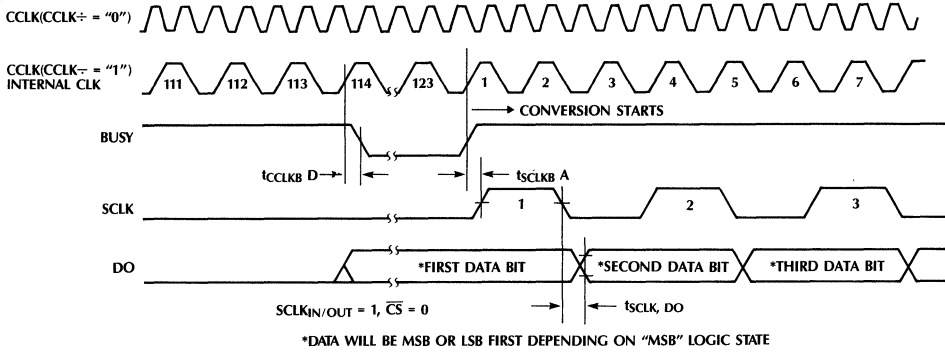 CCLK(CCLK÷ = “0”)
CCLK(CCLK÷ = “1”)
INTERNAL CLK
111 112 113 114 123 1 2 3 4 5 6 7
CONVERSION STARTS
BUSY
tCCLKB D
tSCLKB A
SCLK
1 2 3
DO
*FIRST DATA BIT *SECOND DATA BIT *THIRD DATA BIT
SCLKIN/OUT = 1, C̅S̅ = 0
tSCLK, DO
*DATA WILL BE MSB OR LSB FIRST DEPENDING ON “MSB” LOGIC STATE